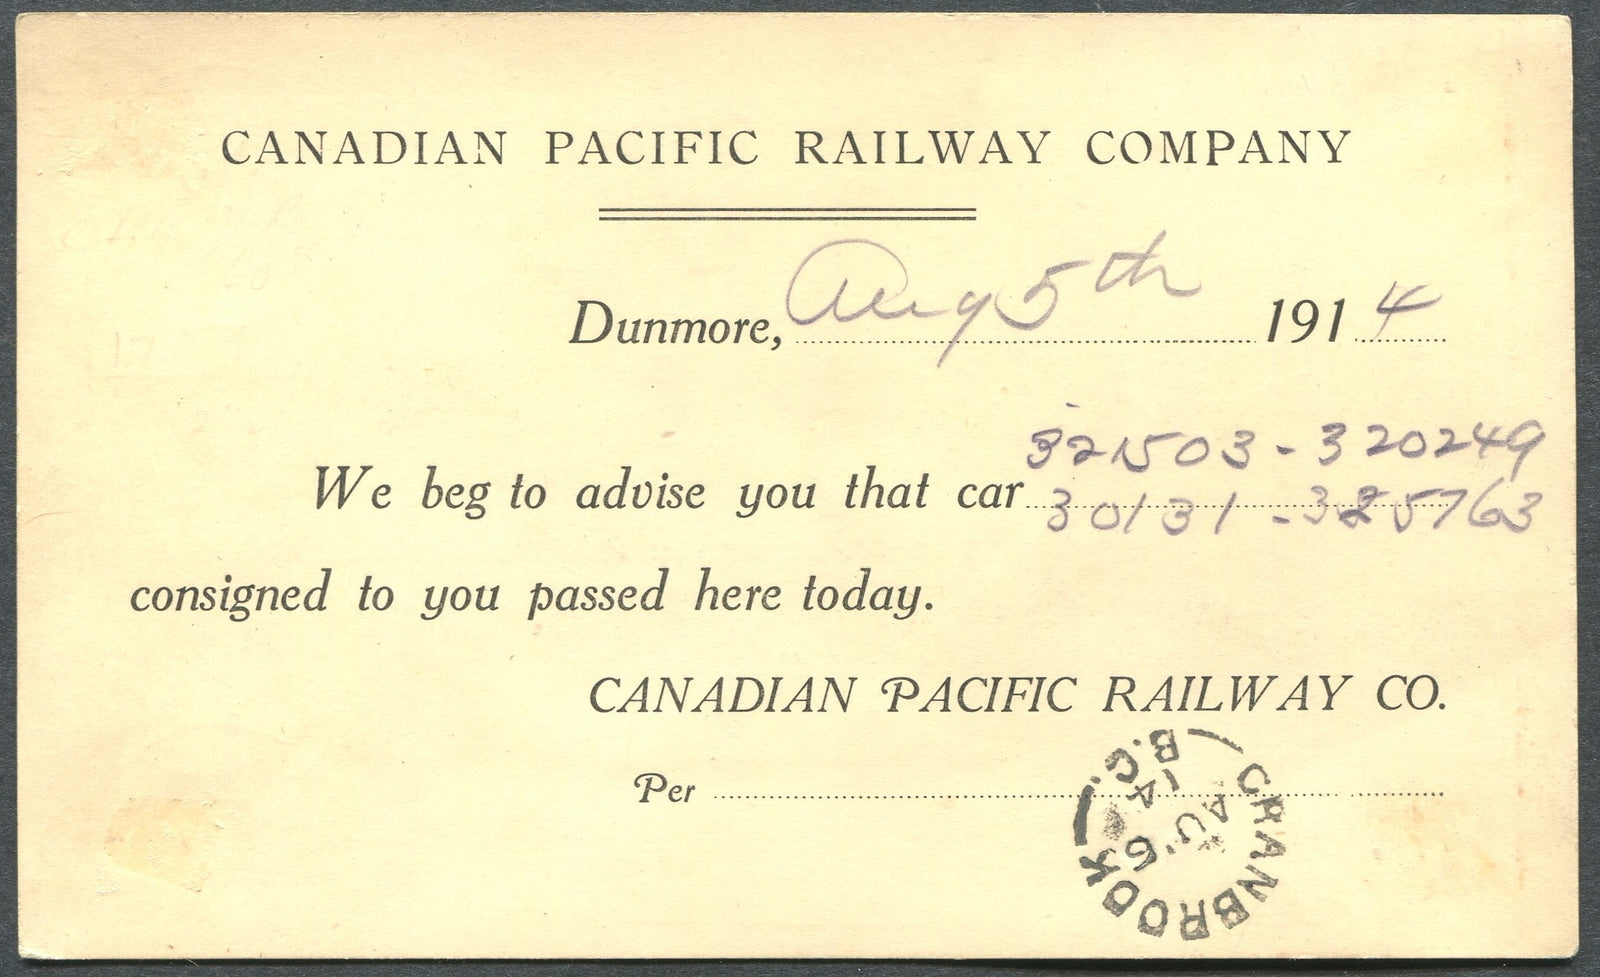 CANADIAN PACIFIC RAILWAY COMPANY
Dunmore, Aug 5th 1914
321503 - 320249
We beg to advise you that car 30131 - 325763
consigned to you passed here today.
CANADIAN PACIFIC RAILWAY CO.
Per
CRANBROOK
AU 6
14
B.C.